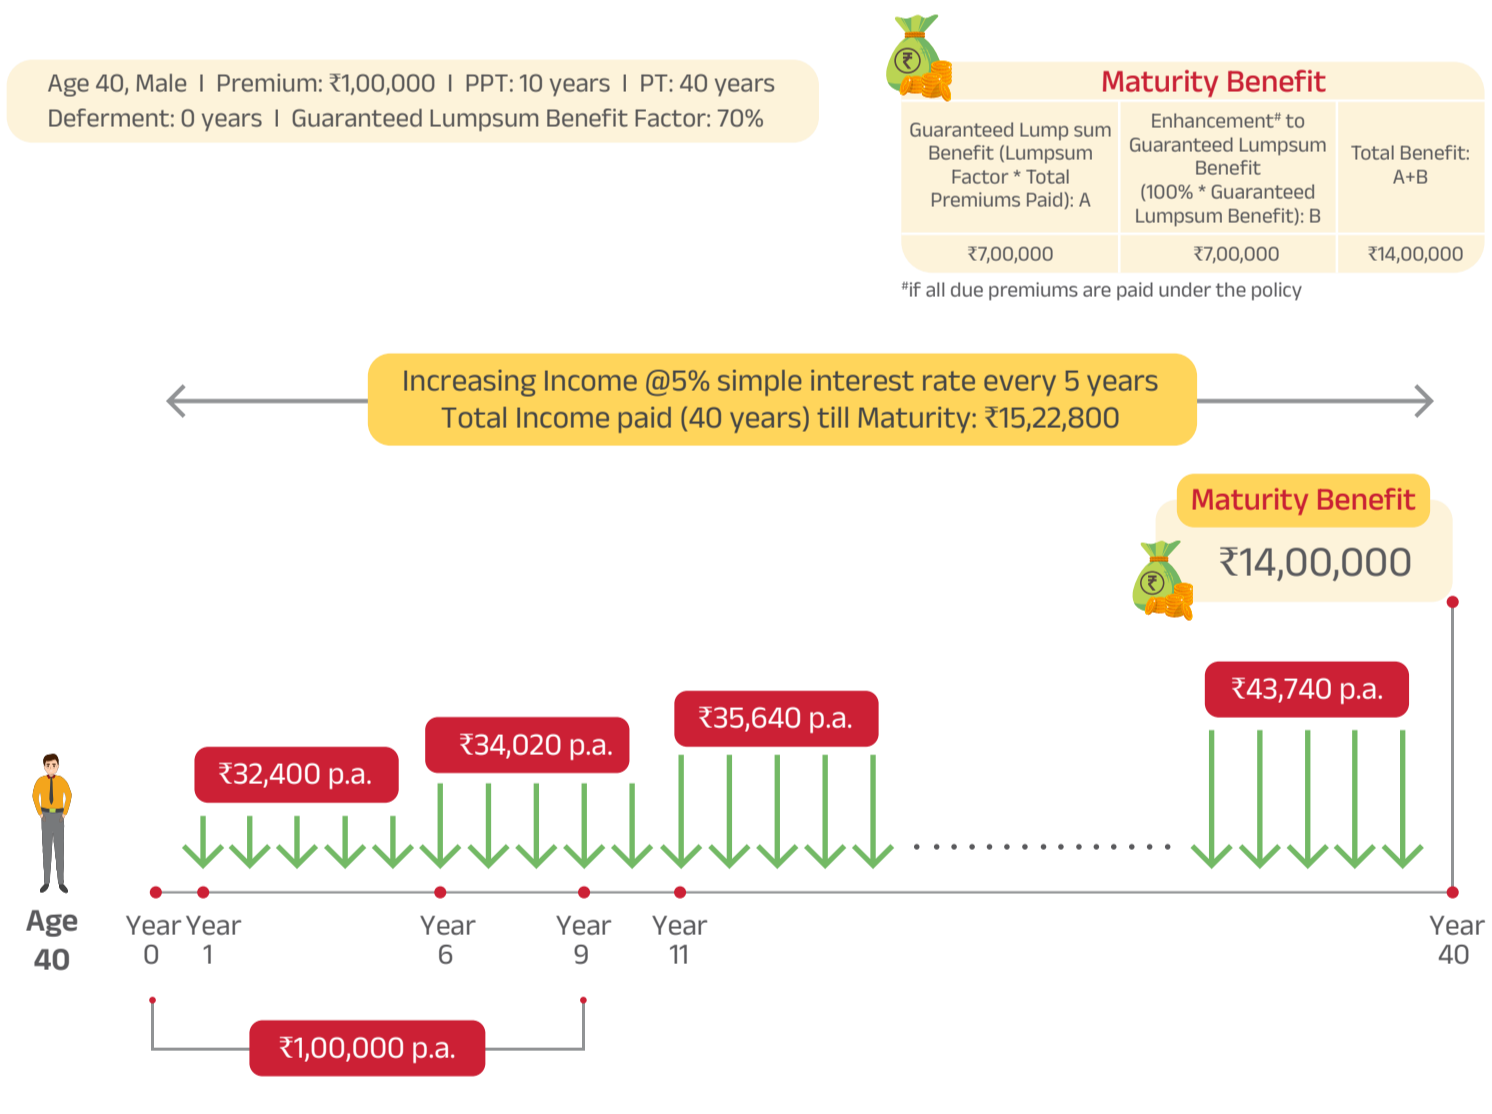 Age 40, Male I Premium: ₹1,00,000 I PPT: 10 years I PT: 40 years
Deferment: 0 years I Guaranteed Lumpsum Benefit Factor: 70%
₹
Maturity Benefit
Guaranteed Lump sum
Benefit (Lumpsum
Factor * Total
Premiums Paid): A
Enhancement# to
Guaranteed Lumpsum
Benefit
(100% * Guaranteed
Lumpsum Benefit): B
Total Benefit:
A+B
₹7,00,000
₹7,00,000
₹14,00,000
#if all due premiums are paid under the policy
Increasing Income @5% simple interest rate every 5 years
Total Income paid (40 years) till Maturity: ₹15,22,800
Maturity Benefit
₹14,00,000
₹
₹32,400 p.a.
₹34,020 p.a.
₹35,640 p.a.
₹43,740 p.a.
Age
40
Year
0
Year
1
Year
6
Year
9
Year
11
Year
40
₹1,00,000 p.a.